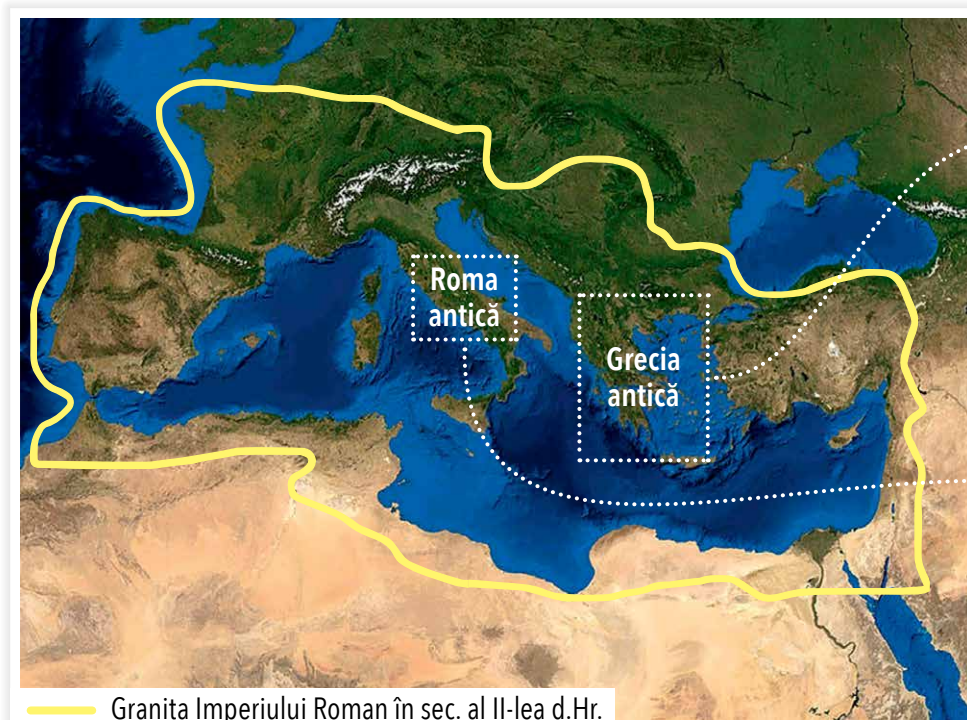 Roma
antică
Grecia
antică
Granița Imperiului Roman în sec. al II-lea d.Hr.